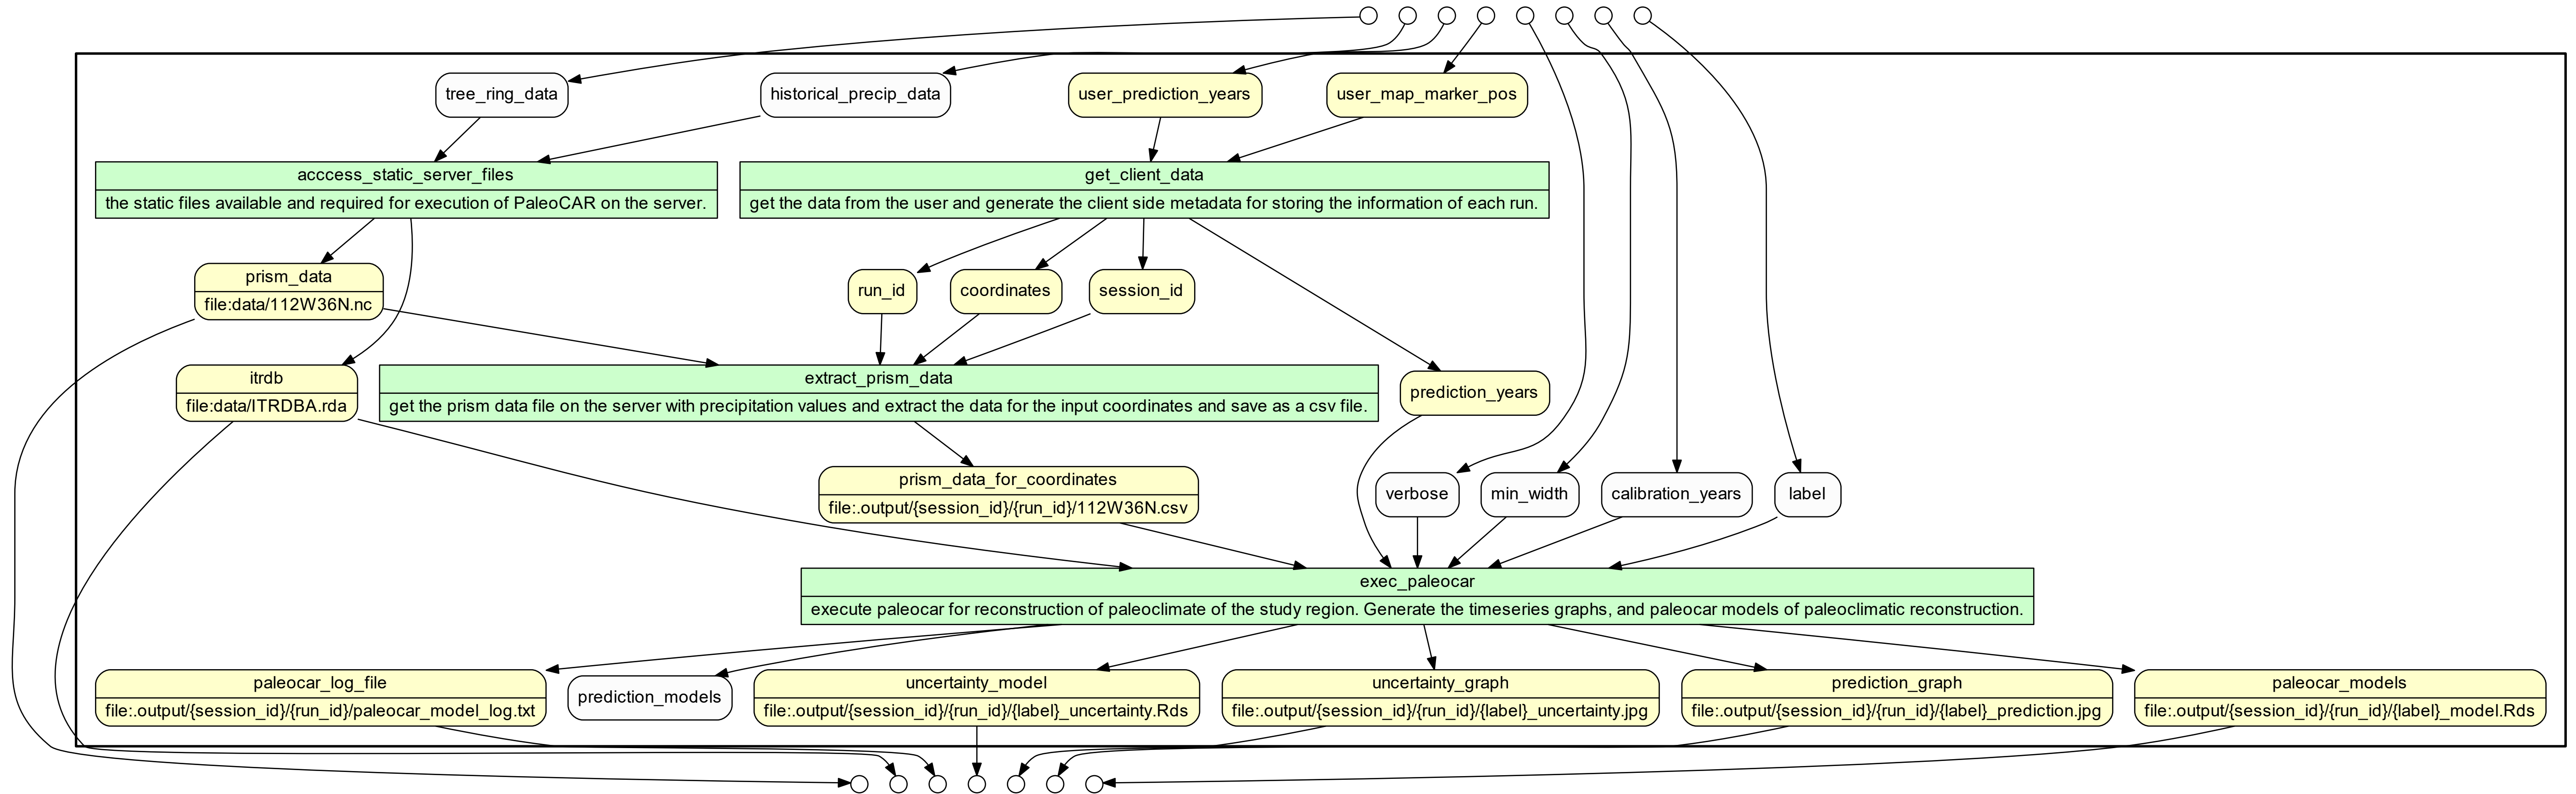 tree_ring_data
historical_precip_data
user_prediction_years
user_map_marker_pos
acccess_static_server_files
the static files available and required for execution of PaleoCAR on the server.
get_client_data
get the data from the user and generate the client side metadata for storing the information of each run.
prism_data
file:data/112W36N.nc
run_id
coordinates
session_id
itrdb
file:data/ITRDBA.rda
extract_prism_data
get the prism data file on the server with precipitation values and extract the data for the input coordinates and save as a csv file.
prediction_years
prism_data_for_coordinates
file:.output/{session_id}/{run_id}/112W36N.csv
verbose
min_width
calibration_years
label
exec_paleocar
execute paleocar for reconstruction of paleoclimate of the study region. Generate the timeseries graphs, and paleocar models of paleoclimatic reconstruction.
paleocar_log_file
file:.output/{session_id}/{run_id}/paleocar_model_log.txt
prediction_models
uncertainty_model
file:.output/{session_id}/{run_id}/{label}_uncertainty.Rds
uncertainty_graph
file:.output/{session_id}/{run_id}/{label}_uncertainty.jpg
prediction_graph
file:.output/{session_id}/{run_id}/{label}_prediction.jpg
paleocar_models
file:.output/{session_id}/{run_id}/{label}_model.Rds